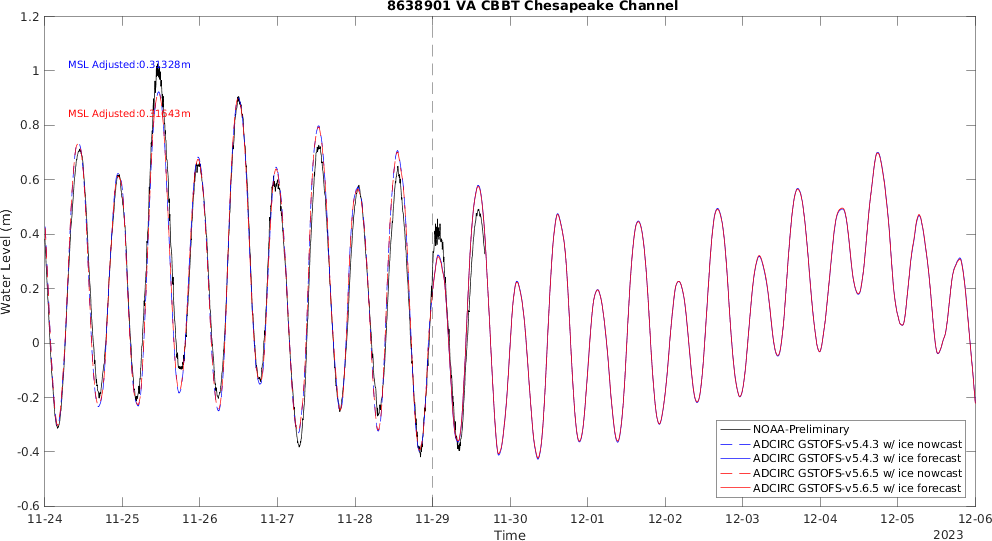 8638901 VA CBBT Chesapeake Channel
1.2
1
0.8
0.6
0.4
0.2
0
-0.2
-0.4
-0.6
Water Level (m)
MSL Adjusted:0.31328m
MSL Adjusted:0.31643m
NOAA-Preliminary
ADCIRC GSTOFS-v5.4.3 w/ ice nowcast
ADCIRC GSTOFS-v5.4.3 w/ ice forecast
ADCIRC GSTOFS-v5.6.5 w/ ice nowcast
ADCIRC GSTOFS-v5.6.5 w/ ice forecast
11-24 11-25 11-26 11-27 11-28 11-29 11-30 12-01 12-02 12-03 12-04 12-05 12-06
Time
2023